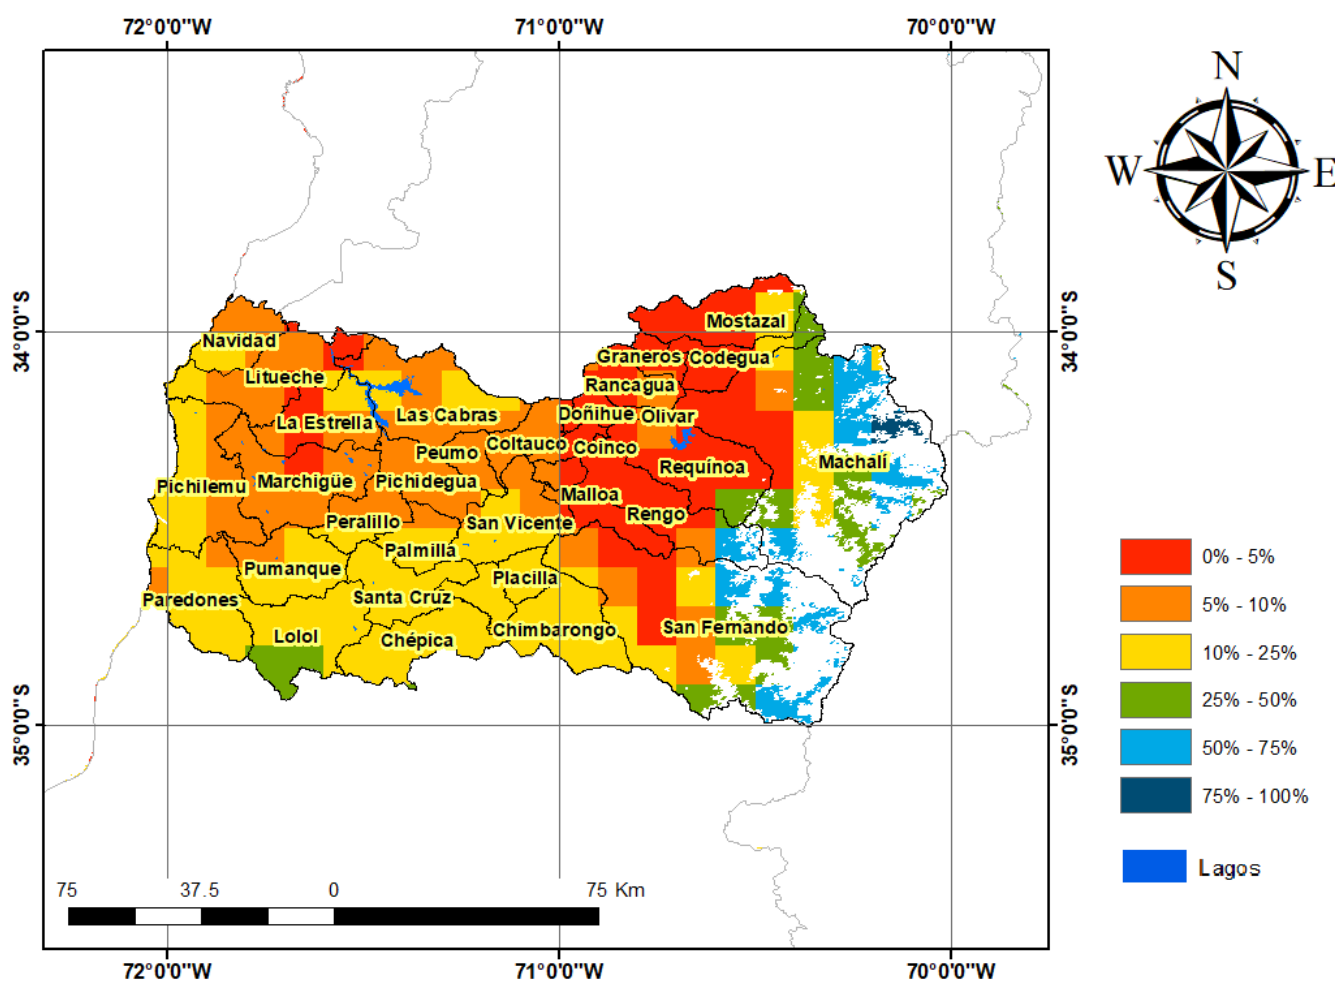 72°0'0"W 71°0'0"W 70°0'0"W
N
W E
S
34°0'0"S 34°0'0"S
Mostazal
Navidad
Graneros Codegua
Litueche Rancagua
La Estrella Las Cabras Doñihue Olivar
Peumo Coltauco Coinco
Requínoa Machalí
Pichilemu Marchigüe Pichidegua
Malloa
Peralillo San Vicente Rengo
Palmilla
Pumanque Placilla
Paredones Santa Cruz
Lolol Chépica Chimbarongo San Fernando
35°0'0"S 35°0'0"S
0% - 5%
5% - 10%
10% - 25%
25% - 50%
50% - 75%
75% - 100%
Lagos
75 37.5 0 75 Km
72°0'0"W 71°0'0"W 70°0'0"W